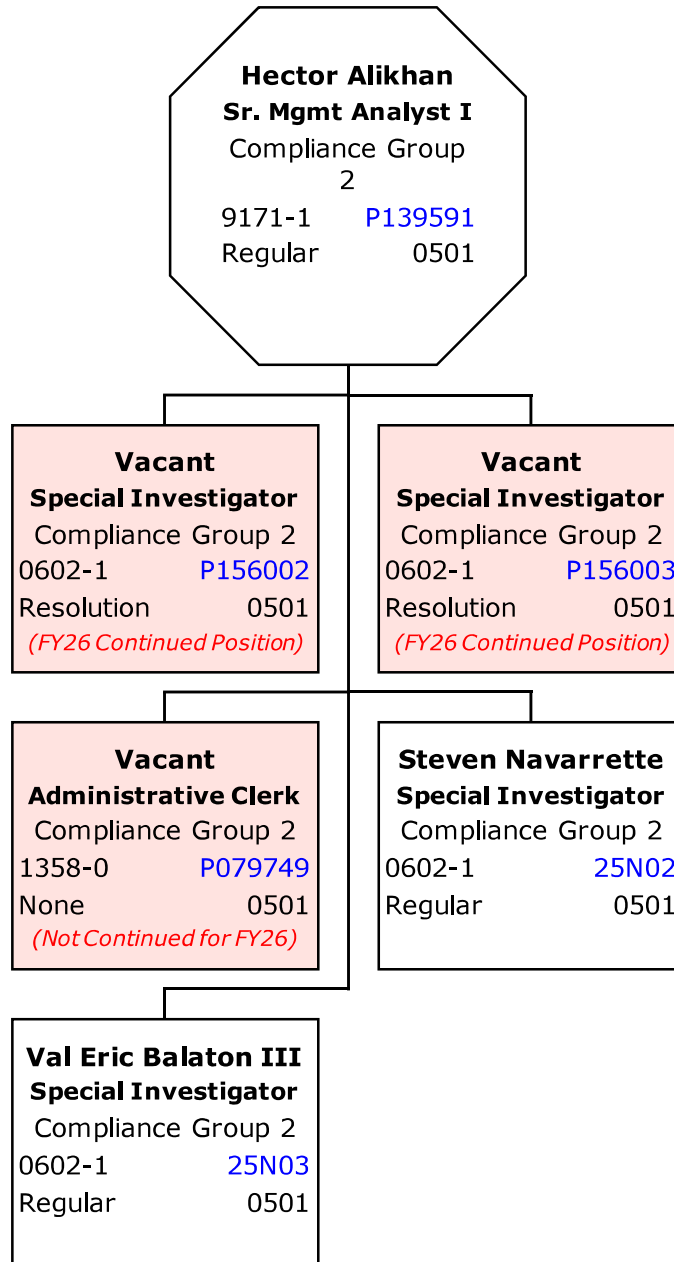 Hector Alikhan
Sr. Mgmt Analyst I
Compliance Group
2
9171-1 P139591
Regular 0501
Vacant
Special Investigator
Compliance Group 2
0602-1 P156002
Resolution 0501
(FY26 Continued Position)
Vacant
Special Investigator
Compliance Group 2
0602-1 P156003
Resolution 0501
(FY26 Continued Position)
Vacant
Administrative Clerk
Compliance Group 2
1358-0 P079749
None 0501
(Not Continued for FY26)
Steven Navarrette
Special Investigator
Compliance Group 2
0602-1 25N02
Regular 0501
Val Eric Balaton III
Special Investigator
Compliance Group 2
0602-1 25N03
Regular 0501